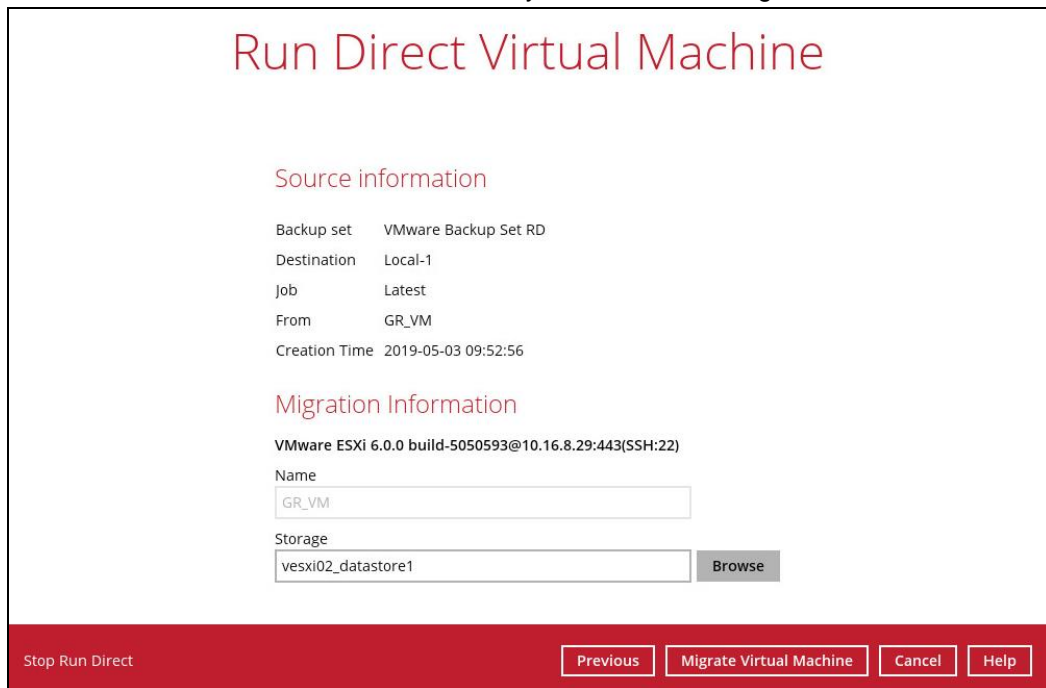 Run Direct Virtual Machine
Source information
Backup set VMware Backup Set RD
Destination Local-1
Job Latest
From GR_VM
Creation Time 2019-05-03 09:52:56
Migration Information
VMware ESXi 6.0.0 build-5050593@10.16.8.29:443(SSH:22)
Name
GR_VM
Storage
vesxi02_datastore1 Browse
Stop Run Direct Previous Migrate Virtual Machine Cancel Help